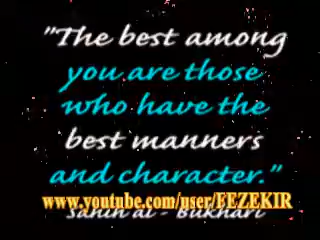 "The best among
you are those
who have the
best manners
and character."
www.youtube.com/user/FEZEKIR
Sahih al - Bukhari